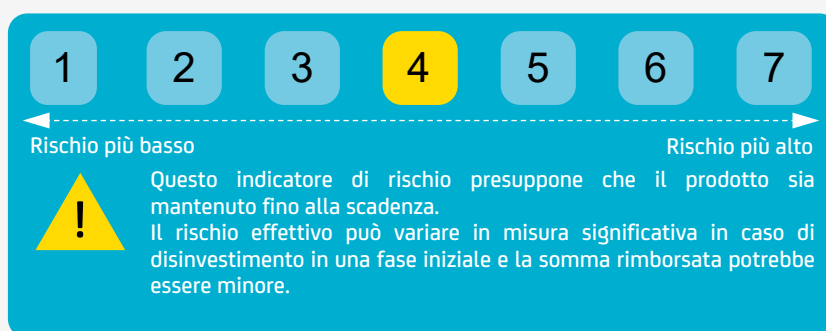 1 2 3 4 5 6 7
Rischio più basso Rischio più alto
Questo indicatore di rischio presuppone che il prodotto sia
mantenuto fino alla scadenza.
!
Il rischio effettivo può variare in misura significativa in caso di
disinvestimento in una fase iniziale e la somma rimborsata potrebbe
essere minore.